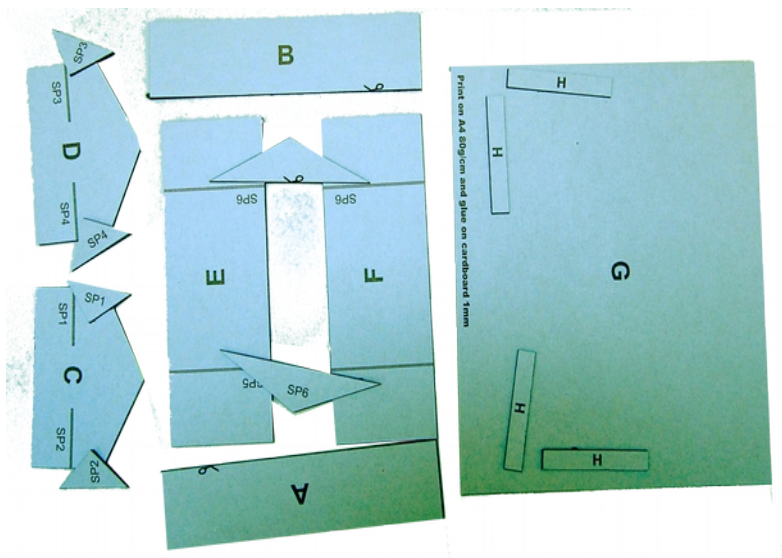 SP3
SP3
D
SP4
SP4
SP1
SP1
C
SP2
SP2
B
SP6
SP6
E
F
SP5
SP6
A
Print on A4 80g/cm and glue on cardboard 1mm
H
H
G
H
H